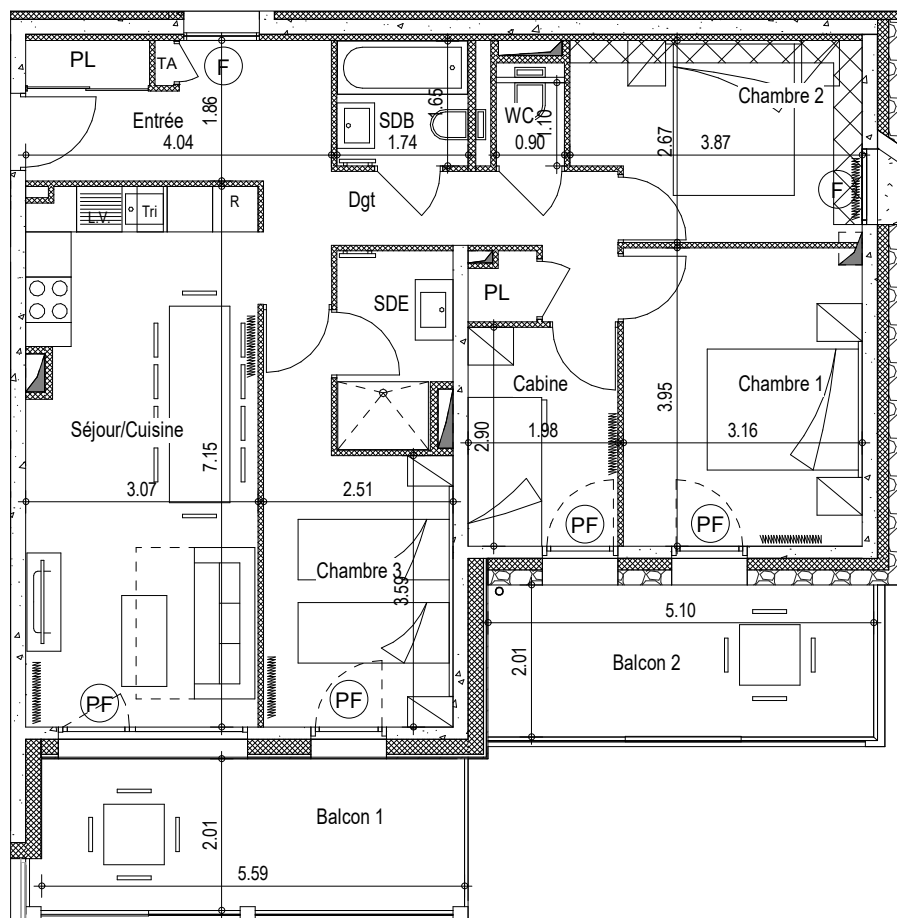 PL
TA
F
Entrée
1.86
4.04
SDB
1.65
1.74
WC
1.10
0.90
Chambre 2
2.67
3.87
F
Dgt
L.V.
Tri
R
SDE
PL
Séjour/Cuisine
7.15
3.07
2.51
Cabine
2.90
1.98
Chambre 1
3.95
3.16
PF
PF
Chambre 3
3.59
PF
PF
5.10
Balcon 2
2.01
Balcon 1
2.01
5.59